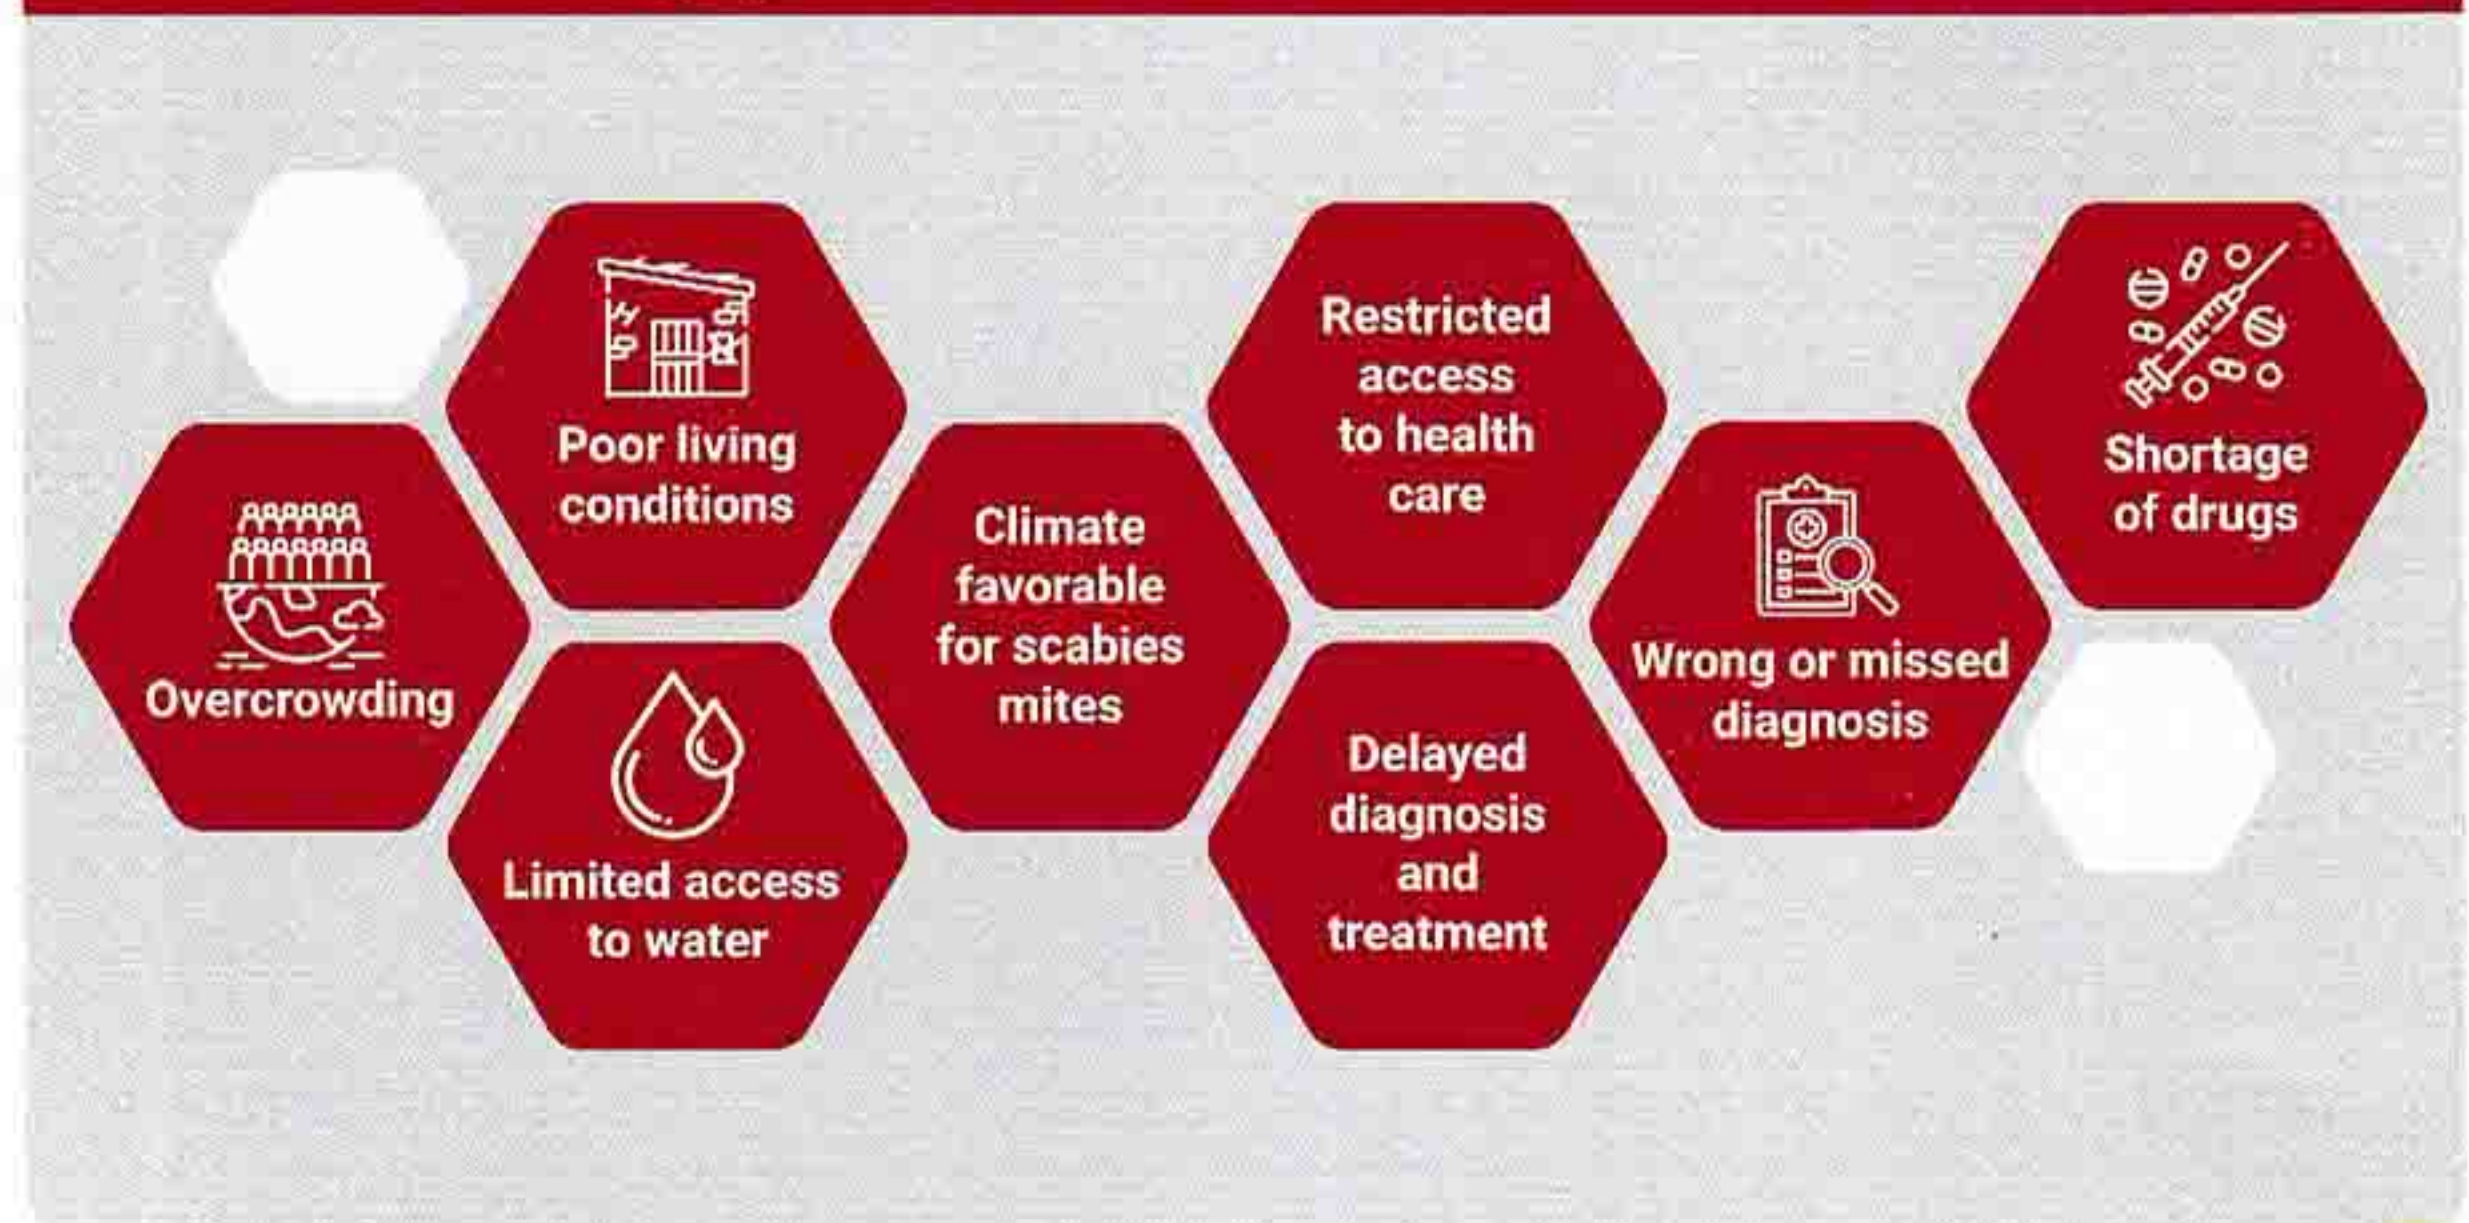 Overcrowding
Poor living
conditions
Limited access
to water
Climate
favorable
for scabies
mites
Restricted
access
to health
care
Delayed
diagnosis
and
treatment
Wrong or missed
diagnosis
Shortage
of drugs